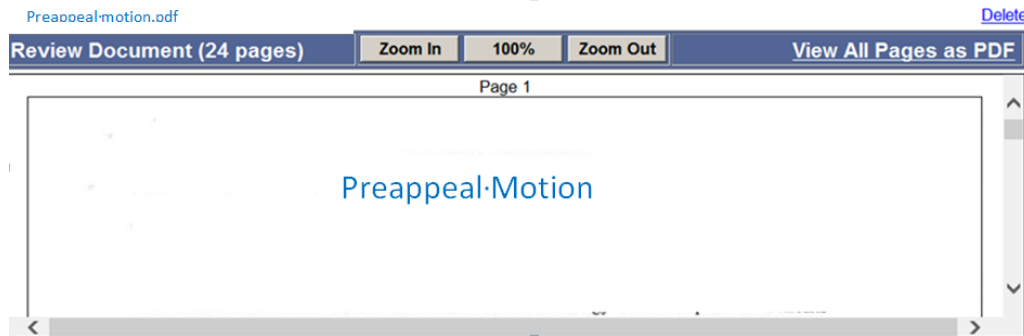 Preappeal·motion.pdf
Delete
Review Document (24 pages) Zoom In 100% Zoom Out View All Pages as PDF
Page 1
Preappeal·Motion